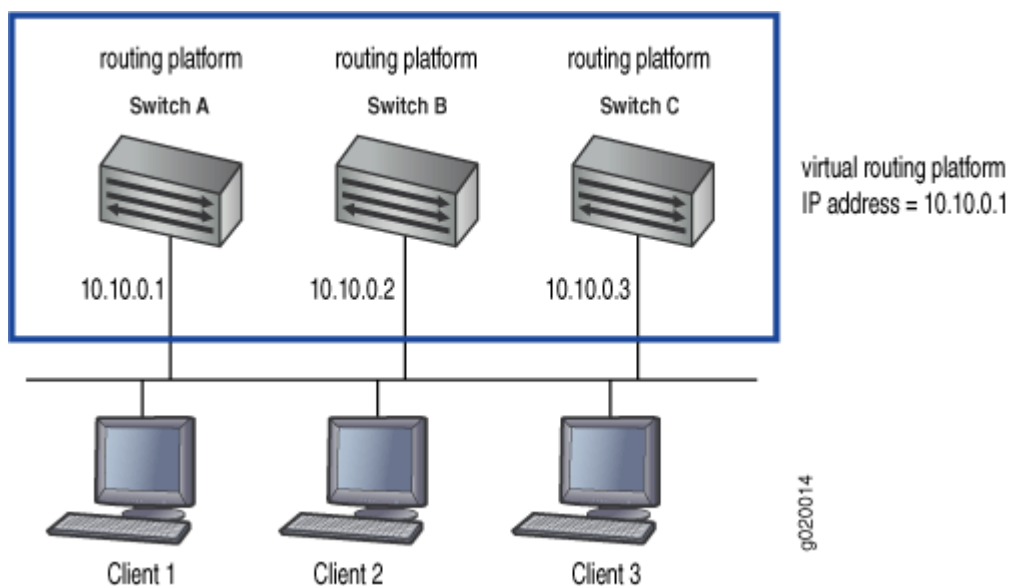 routing platform
routing platform
routing platform
Switch A
Switch B
Switch C
virtual routing platform
IP address = 10.10.0.1
10.10.0.1
10.10.0.2
10.10.0.3
Client 1
Client 2
Client 3
g020014